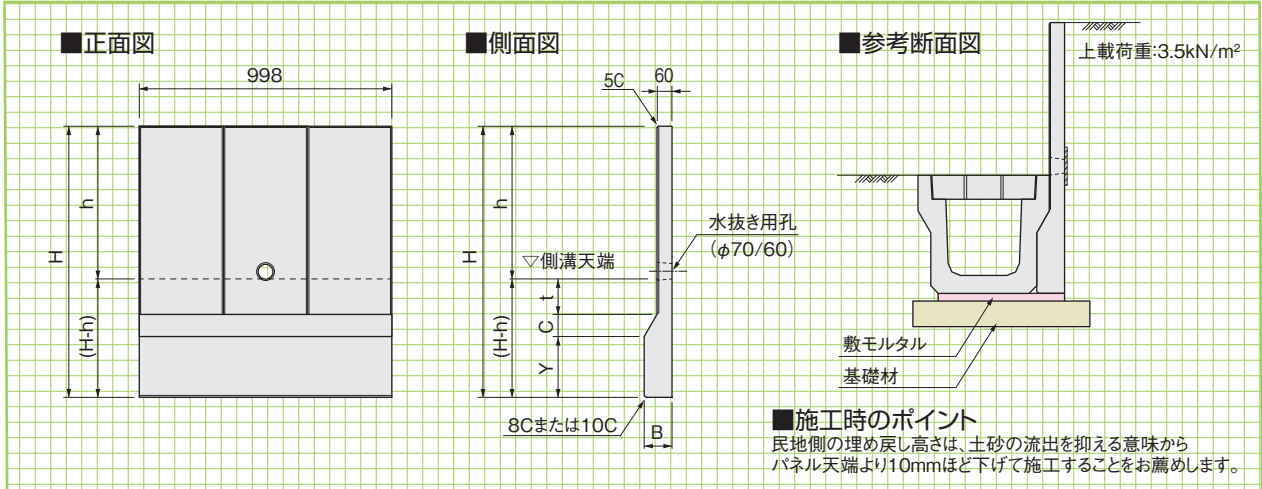 ■正面図
998
H
h
(H-h)
■側面図
5C
60
H
h
(H-h)
水抜き用孔
(φ70/60)
▽側溝天端
t
C
Y
8Cまたは10C
B
■参考断面図
上載荷重:3.5kN/m²
敷モルタル
基礎材
■施工時のポイント
民地側の埋め戻し高さは、土砂の流出を抑える意味から
パネル天端より10mmほど下げて施工することをお薦めします。